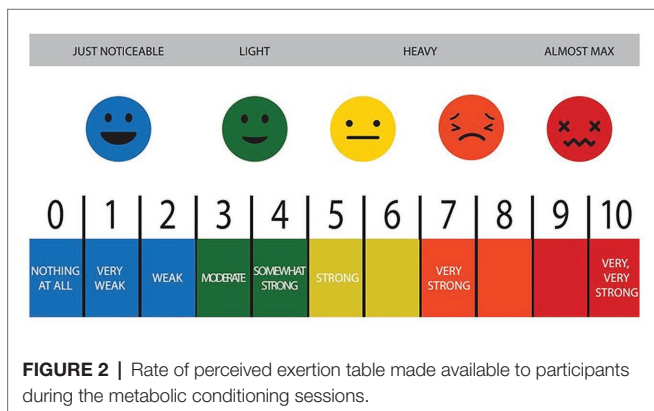 JUST NOTICEABLE LIGHT HEAVY ALMOST MAX
0 1 2 3 4 5 6 7 8 9 10
NOTHING AT ALL VERY WEAK WEAK MODERATE SOMEWHAT STRONG STRONG VERY STRONG VERY, VERY STRONG
FIGURE 2 | Rate of perceived exertion table made available to participants
during the metabolic conditioning sessions.